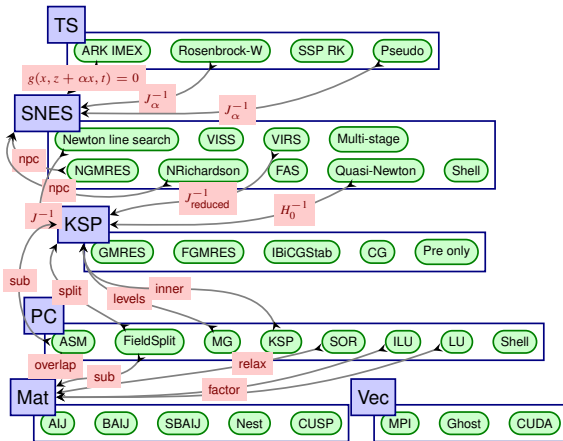 TS
ARK IMEX Rosenbrock-W SSP RK Pseudo
g(x, z + αx, t) = 0
J_α^{-1}
J_α^{-1}
SNES
Newton line search VISS VIRS Multi-stage
npc
NGMRES NRichardson FAS Quasi-Newton Shell
npc
J^{-1}_{reduced}
J^{-1}
H_0^{-1}
KSP
GMRES FGMRES IBiCGStab CG Pre only
sub
split
levels
inner
PC
ASM FieldSplit MG KSP SOR ILU LU Shell
overlap
sub
relax
factor
Mat
AIJ BAIJ SBAIJ Nest CUSP
Vec
MPI Ghost CUDA